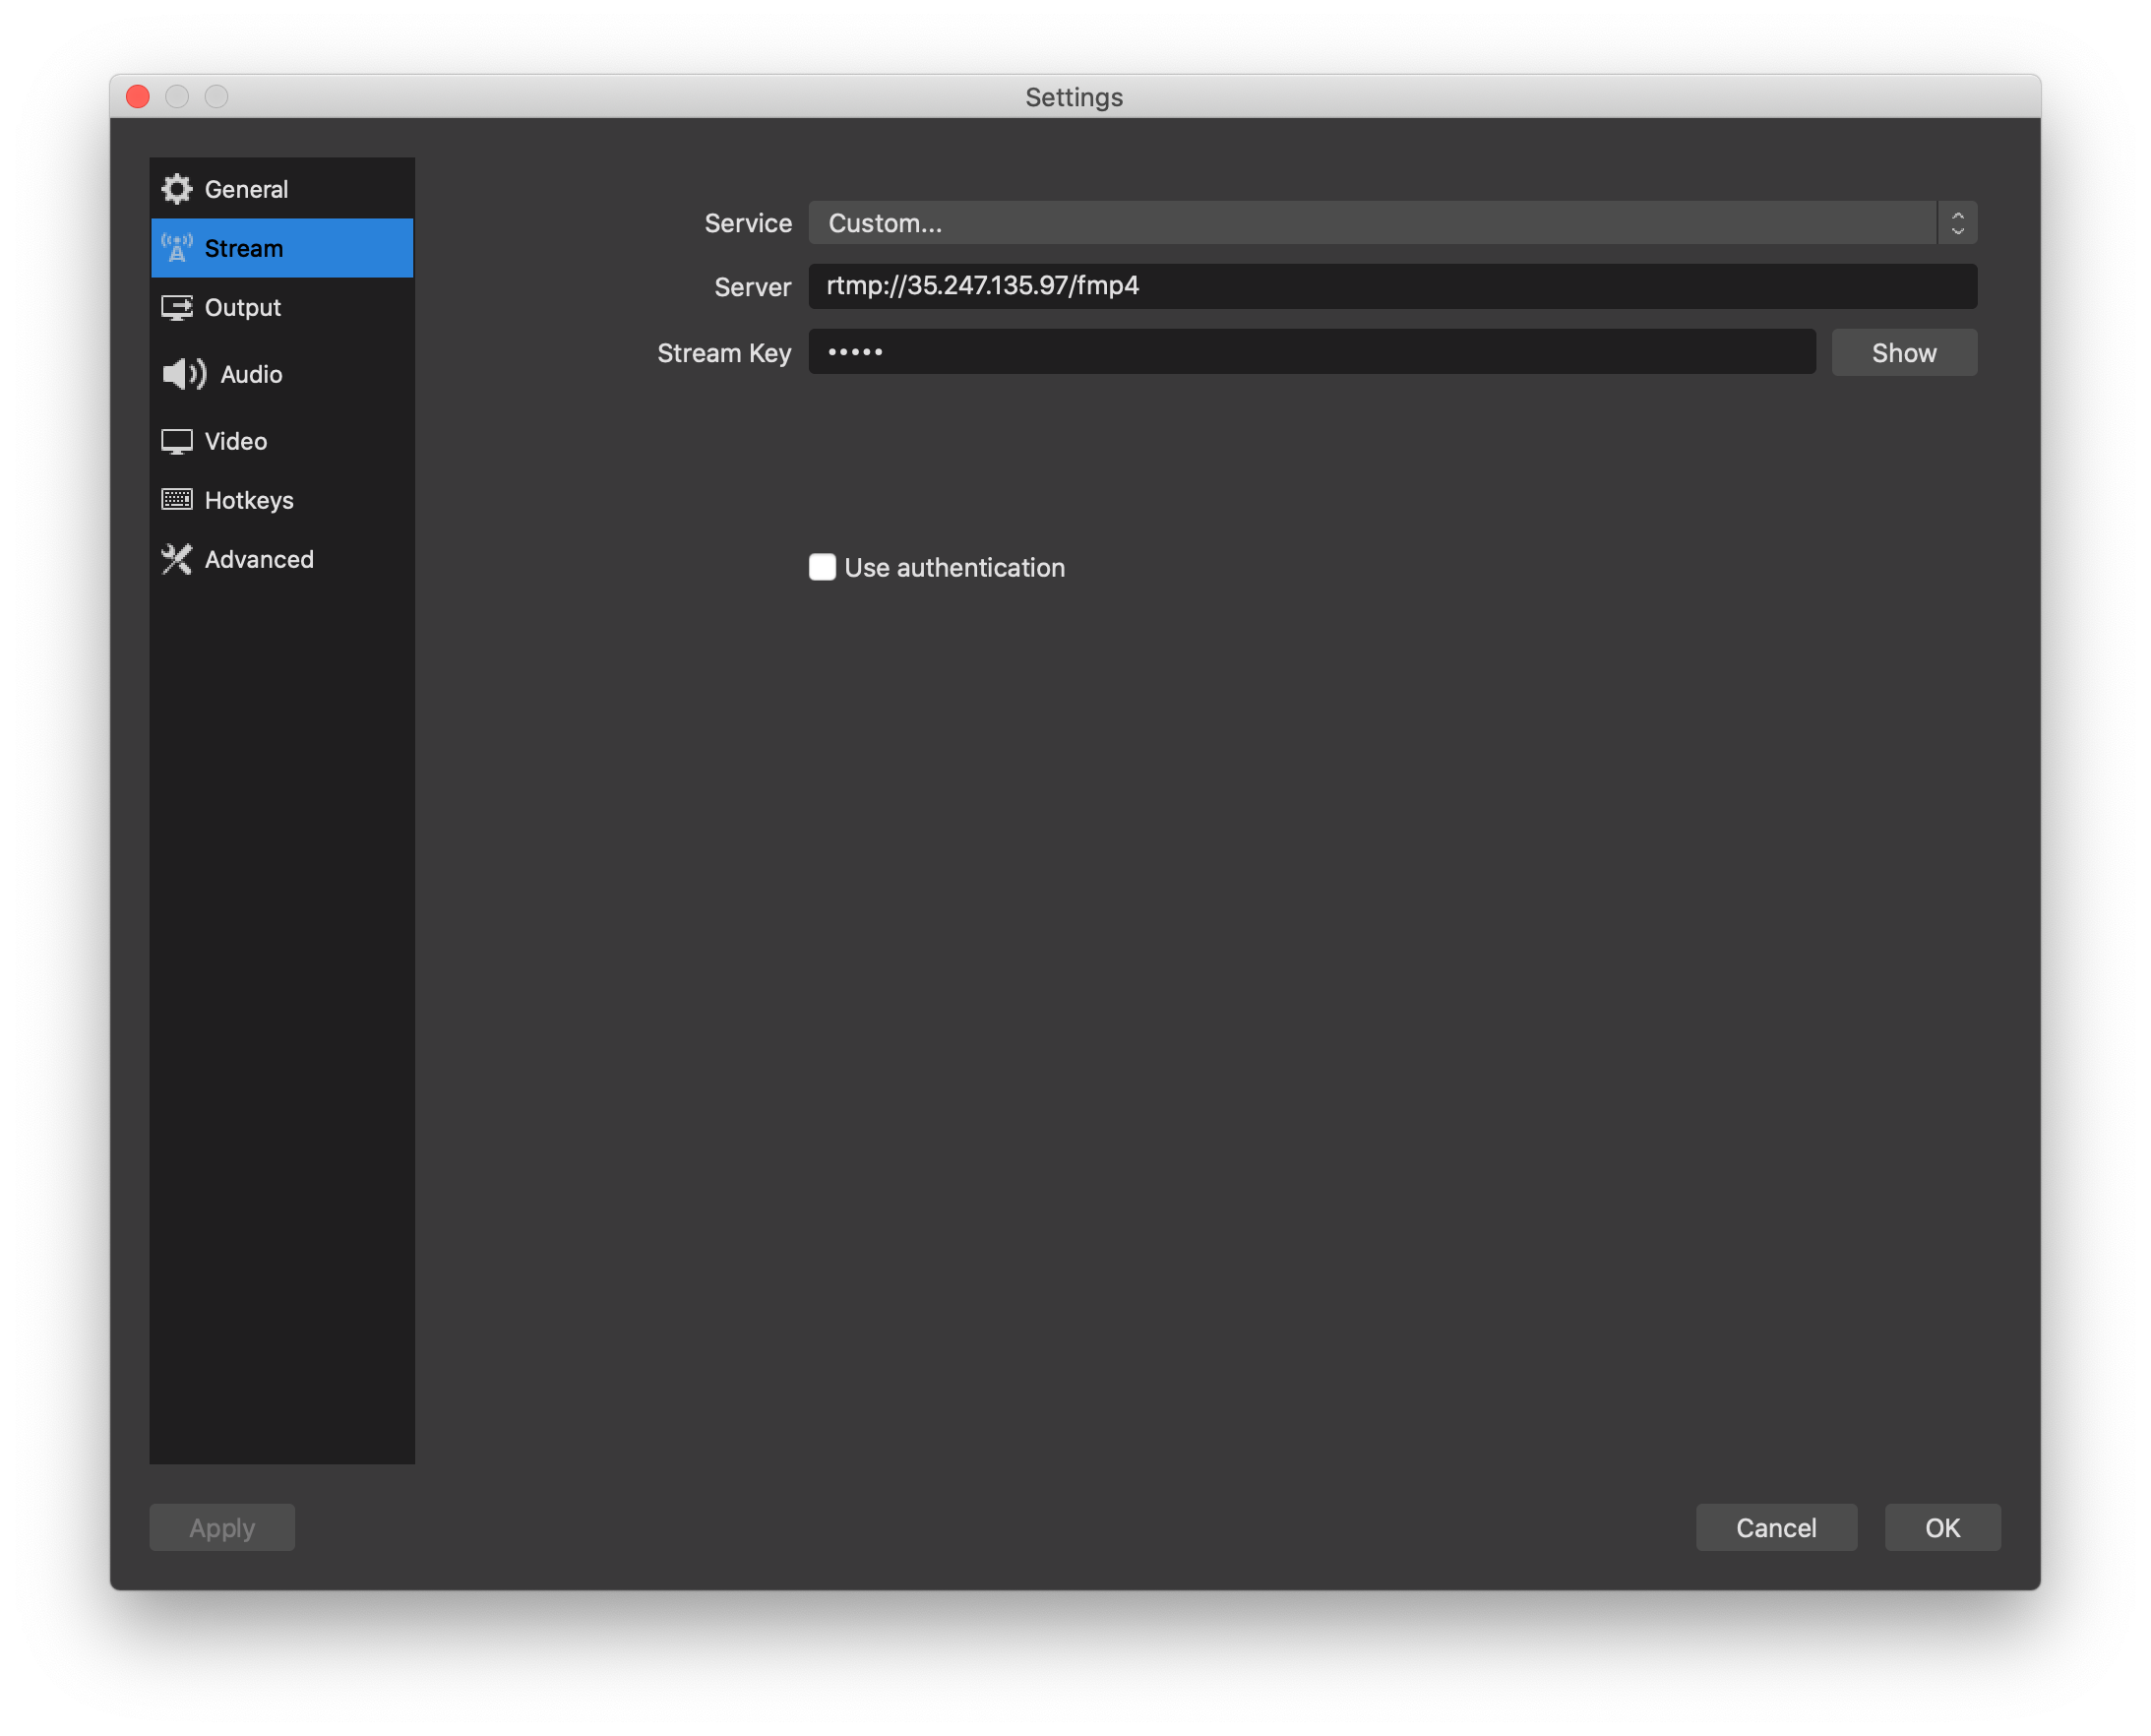 Settings
General
Stream
Output
Audio
Video
Hotkeys
Advanced
Service Custom...
Server rtmp://35.247.135.97/fmp4
Stream Key ••••• Show
Use authentication
Apply Cancel OK